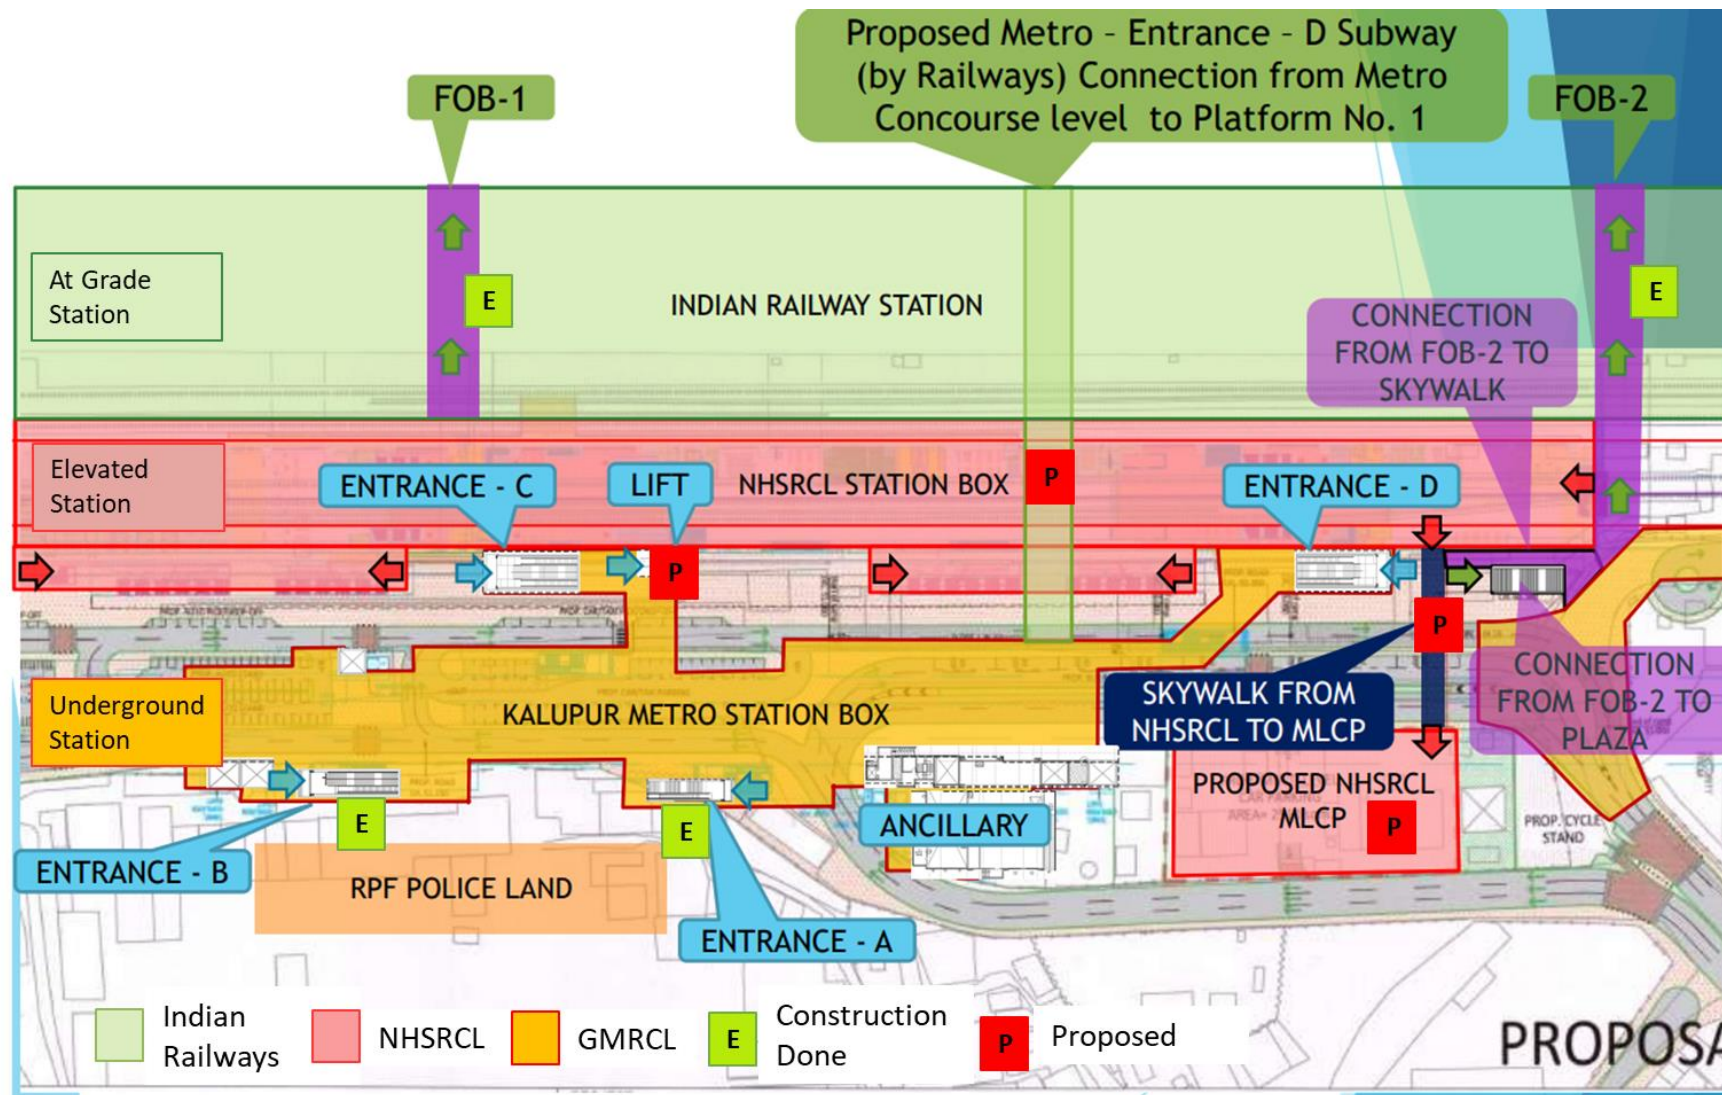 Proposed Metro – Entrance – D Subway
(by Railways) Connection from Metro
Concourse level to Platform No. 1
FOB-1
FOB-2
At Grade
Station
E
INDIAN RAILWAY STATION
E
CONNECTION
FROM FOB-2 TO
SKYWALK
Elevated
Station
ENTRANCE - C
LIFT
NHSRCL STATION BOX
P
ENTRANCE - D
P
P
Underground
Station
KALUPUR METRO STATION BOX
SKYWALK FROM
NHSRCL TO MLCP
CONNECTION
FROM FOB-2 TO
PLAZA
PROPOSED NHSRCL
MLCP
P
CAR PARKING
PROP. CYCLE
STAND
E
E
ANCILLARY
ENTRANCE - B
RPF POLICE LAND
ENTRANCE - A
Indian
Railways
NHSRCL
GMRCL
E
Construction
Done
P
Proposed
PROPOSA